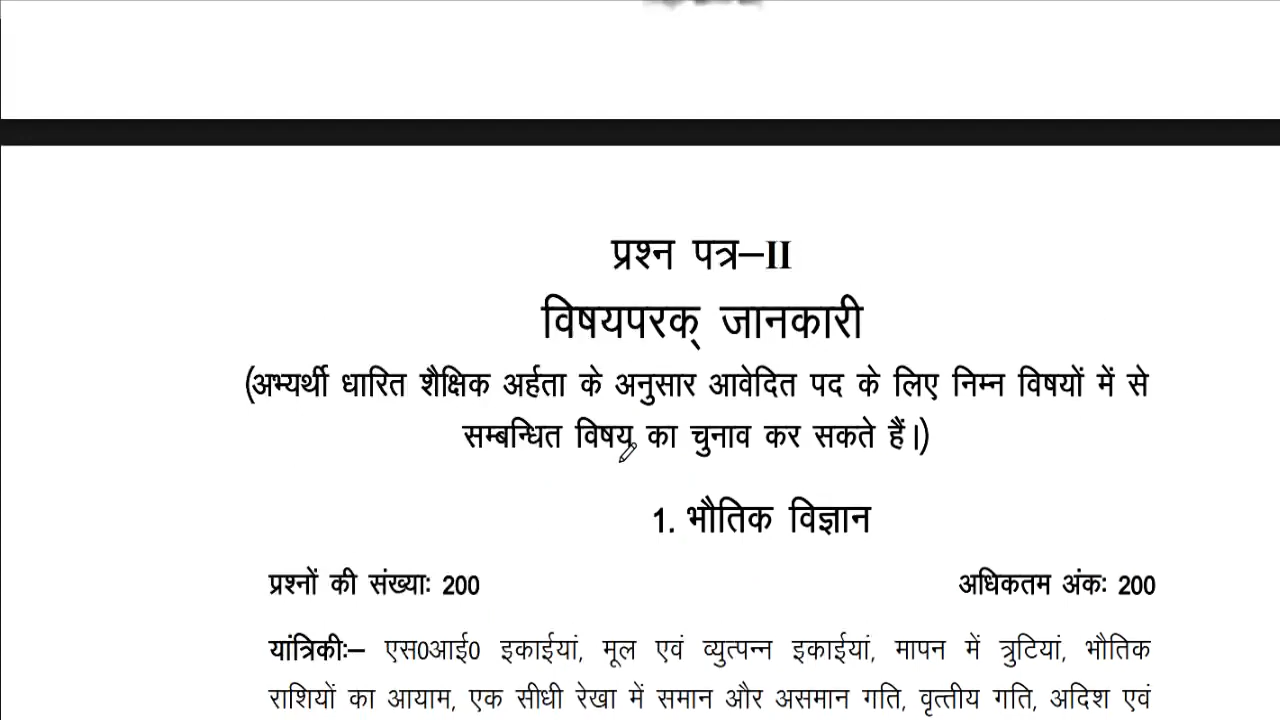 प्रश्न पत्र–II
विषयपरक् जानकारी
(अभ्यर्थी धारित शैक्षिक अर्हता के अनुसार आवेदित पद के लिए निम्न विषयों में से
सम्बन्धित विषय का चुनाव कर सकते हैं।)
1. भौतिक विज्ञान
प्रश्नों की संख्याः 200 अधिकतम अंकः 200
यांत्रिकीः– एस0आई0 इकाईयां, मूल एवं व्युत्पन्न इकाईयां, मापन में त्रुटियां, भौतिक
राशियों का आयाम, एक सीधी रेखा में समान और असमान गति, वृत्तीय गति, अदिश एवं